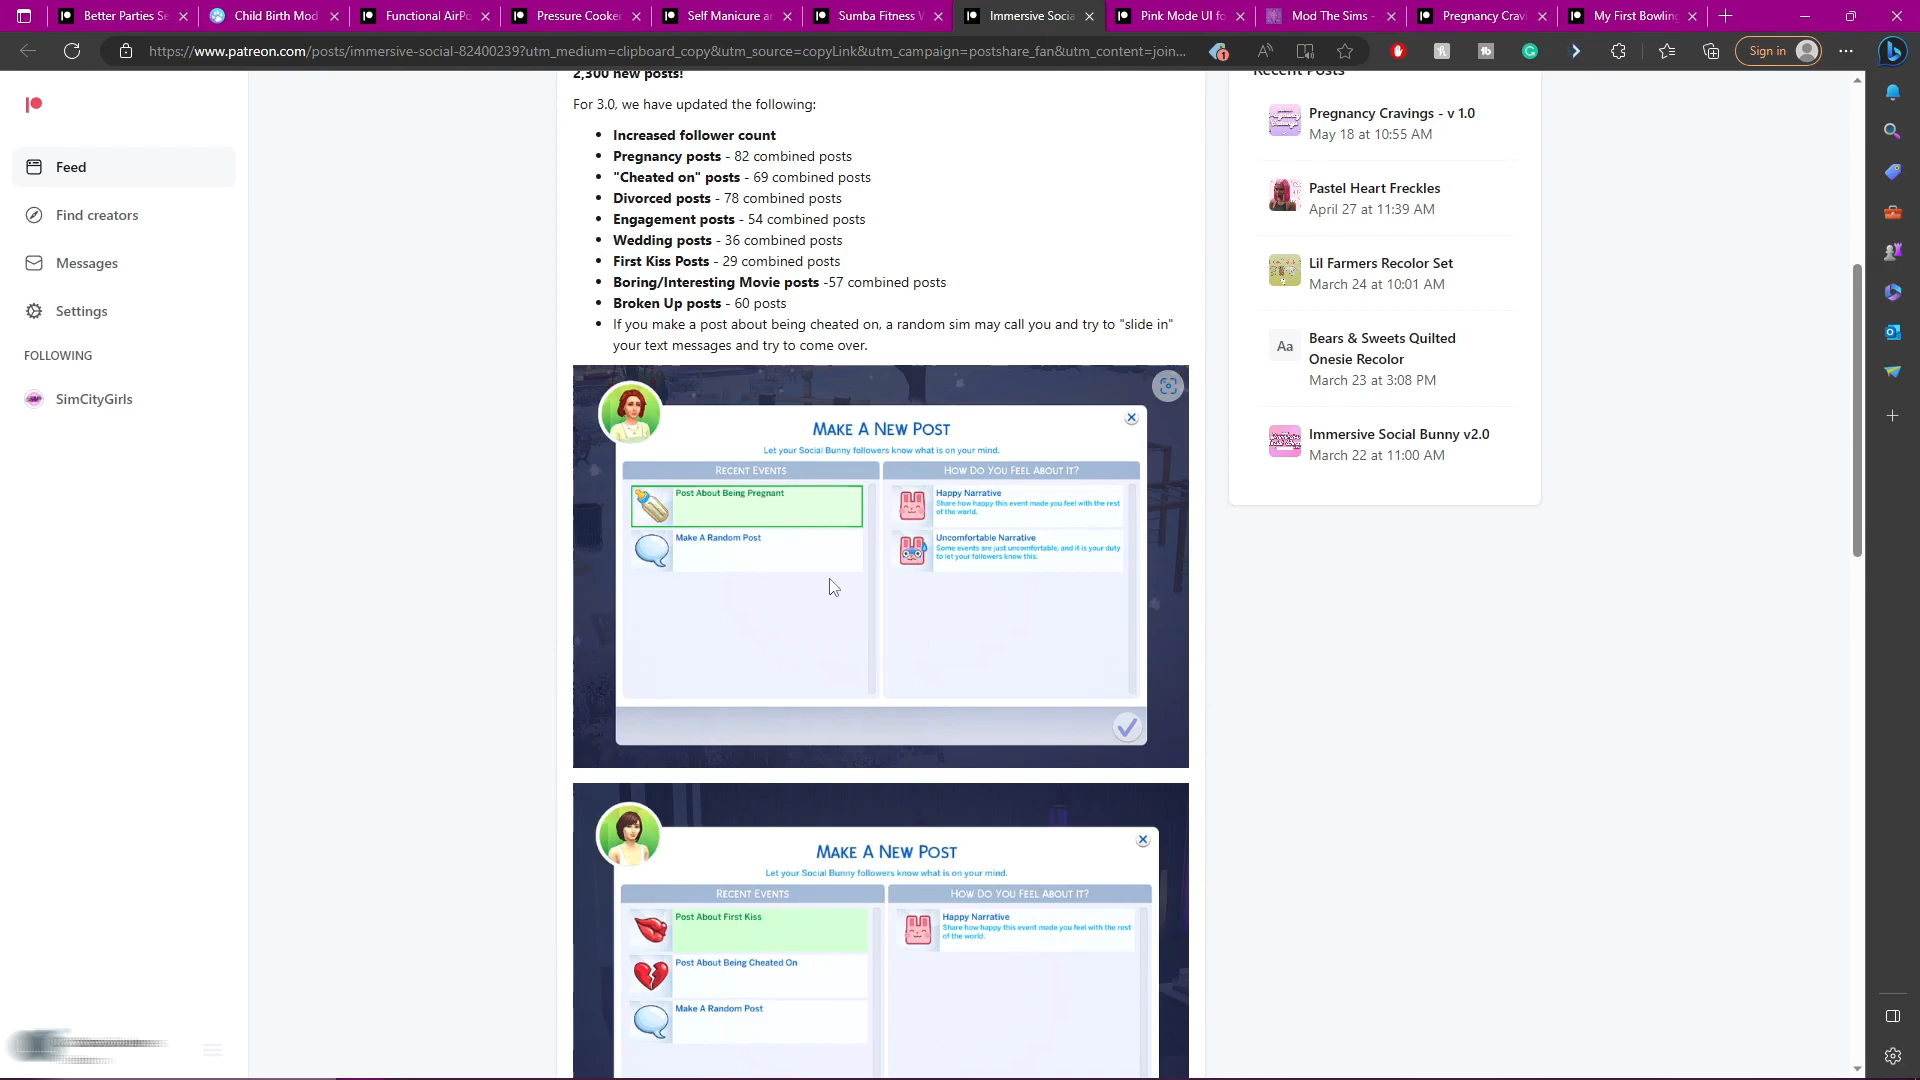 Better Parties Se
Child Birth Mod
Functional AirPo
Pressure Cooker
Self Manicure an
Sumba Fitness V
Immersive Socia
Pink Mode UI fo
Mod The Sims -
Pregnancy Cravi
My First Bowling
https://www.patreon.com/posts/immersive-social-82400239?utm_medium=clipboard_copy&utm_source=copyLink&utm_campaign=postshare_fan&utm_content=join...
Sign in
Feed
Find creators
Messages
Settings
FOLLOWING
SimCityGirls
2,300 new posts!
For 3.0, we have updated the following:
• Increased follower count
• Pregnancy posts - 82 combined posts
• "Cheated on" posts - 69 combined posts
• Divorced posts - 78 combined posts
• Engagement posts - 54 combined posts
• Wedding posts - 36 combined posts
• First Kiss Posts - 29 combined posts
• Boring/Interesting Movie posts -57 combined posts
• Broken Up posts - 60 posts
• If you make a post about being cheated on, a random sim may call you and try to "slide in"
your text messages and try to come over.
MAKE A NEW POST
Let your Social Bunny followers know what is on your mind.
RECENT EVENTS
HOW DO YOU FEEL ABOUT IT?
Post About Being Pregnant
Make A Random Post
Happy Narrative
Share how happy this event made you feel with the rest
of the world.
Uncomfortable Narrative
Some events are just uncomfortable, and it is your duty
to let your followers know this.
MAKE A NEW POST
Let your Social Bunny followers know what is on your mind.
RECENT EVENTS
HOW DO YOU FEEL ABOUT IT?
Post About First Kiss
Post About Being Cheated On
Make A Random Post
Happy Narrative
Share how happy this event made you feel with the rest
of the world.
Recent Posts
Pregnancy Cravings - v 1.0
May 18 at 10:55 AM
Pastel Heart Freckles
April 27 at 11:39 AM
Lil Farmers Recolor Set
March 24 at 10:01 AM
Aa
Bears & Sweets Quilted
Onesie Recolor
March 23 at 3:08 PM
Immersive Social Bunny v2.0
March 22 at 11:00 AM